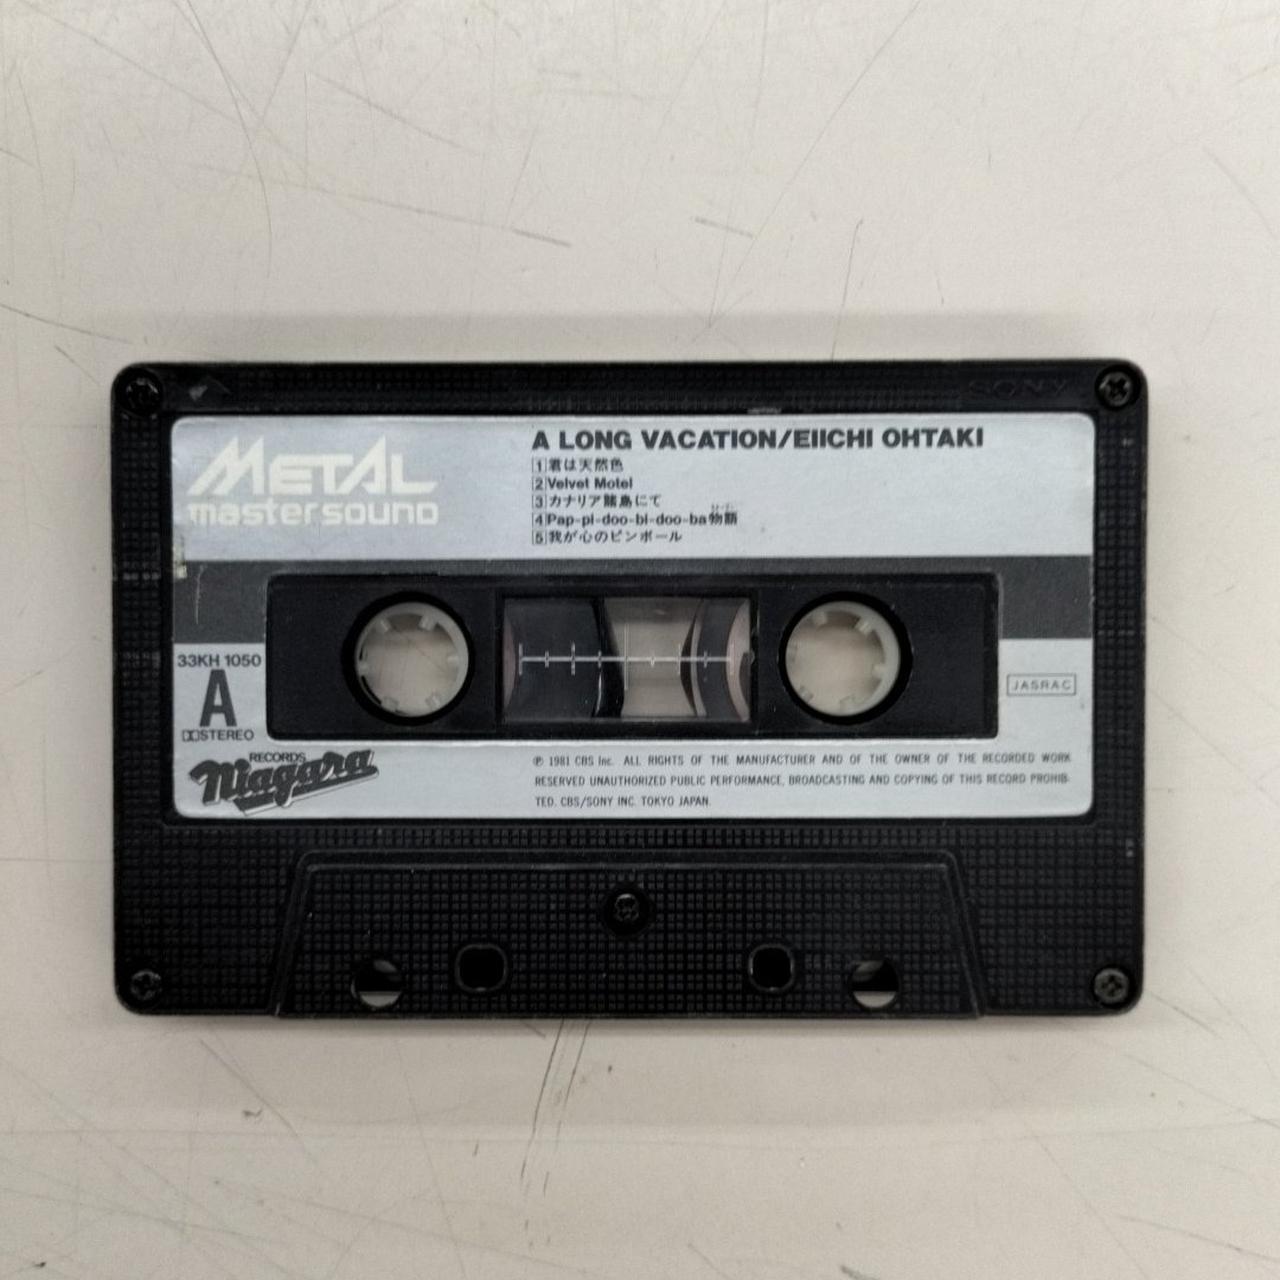 SONY
METAL
master sound
A LONG VACATION/EIICHI OHTAKI
1 君は天然色
2 Velvet Motel
3 カナリア諸島にて
4 Pap-pi-doo-bi-doo-ba物語
5 我が心のピンボール
33KH 1050
A
STEREO
JASRAC
RECORDS
Niagara
℗ 1981 CBS Inc. ALL RIGHTS OF THE MANUFACTURER AND OF THE OWNER OF THE RECORDED WORK
RESERVED UNAUTHORIZED PUBLIC PERFORMANCE, BROADCASTING AND COPYING OF THIS RECORD PROHIB-
TED. CBS/SONY INC. TOKYO JAPAN.